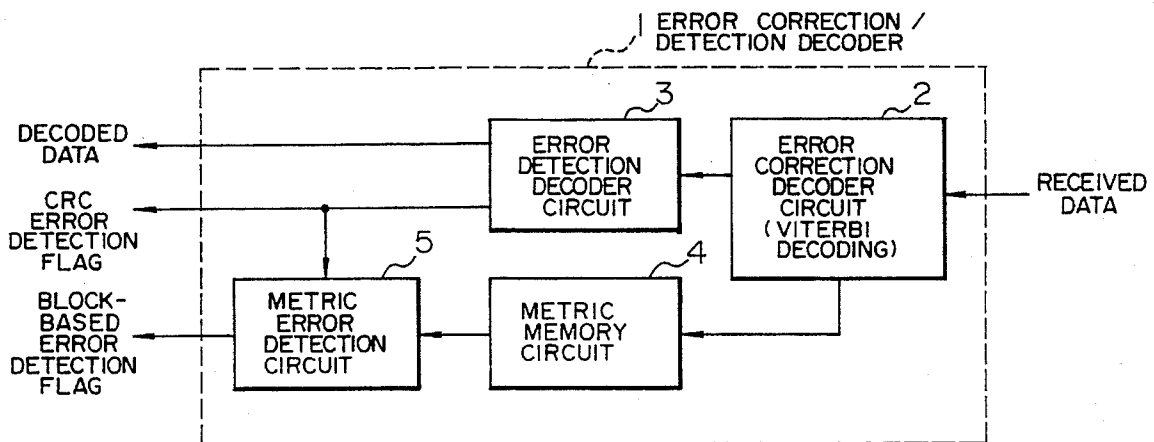 1 ERROR CORRECTION /
DETECTION DECODER
3
2
DECODED
DATA
ERROR
DETECTION
DECODER
CIRCUIT
ERROR
CORRECTION
DECODER
CIRCUIT
(VITERBI
DECODING)
RECEIVED
DATA
CRC
ERROR
DETECTION
FLAG
5
4
BLOCK-
BASED
ERROR
DETECTION
FLAG
METRIC
ERROR
DETECTION
CIRCUIT
METRIC
MEMORY
CIRCUIT